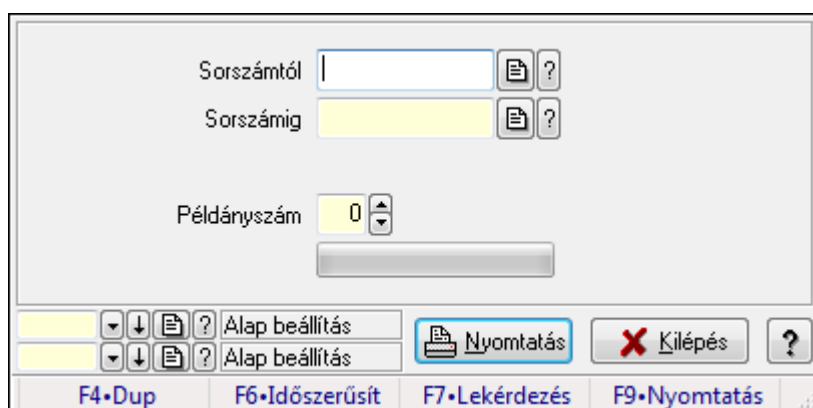 Sorszámtól ?
Sorszámig ?
Példányszám 0
? Alap beállítás
? Alap beállítás
Nyomtatás Kilépés ?
F4•Dup F6•Időszerűsít F7•Lekérdezés F9•Nyomtatás